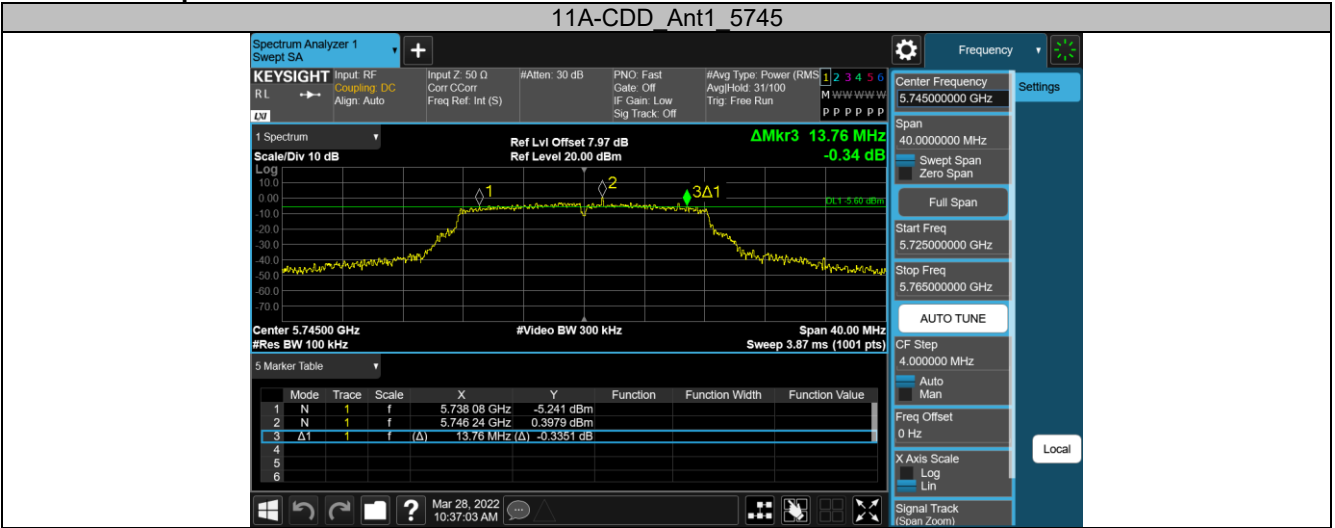 11A-CDD_Ant1_5745
Spectrum Analyzer 1
Swept SA
Frequency
KEYSIGHT
RL
LXI
Input: RF
Coupling: DC
Align: Auto
Input Z: 50 Ω
Corr CCorr
Freq Ref: Int (S)
#Atten: 30 dB
PNO: Fast
Gate: Off
IF Gain: Low
Sig Track: Off
#Avg Type: Power (RMS
Avg|Hold: 31/100
Trig: Free Run
1 2 3 4 5 6
M W W W W W
P P P P P P
1 Spectrum
Scale/Div 10 dB
Ref Lvl Offset 7.97 dB
Ref Level 20.00 dBm
ΔMkr3 13.76 MHz
-0.34 dB
Log
10.0
0.00
-10.0
-20.0
-30.0
-40.0
-50.0
-60.0
-70.0
1
2
3Δ1
DL1 -5.60 dBm
Center 5.74500 GHz
#Video BW 300 kHz
Span 40.00 MHz
#Res BW 100 kHz
Sweep 3.87 ms (1001 pts)
5 Marker Table
Mode Trace Scale X Y Function Function Width Function Value
1 N 1 f 5.738 08 GHz -5.241 dBm
2 N 1 f 5.746 24 GHz 0.3979 dBm
3 Δ1 1 f (Δ) 13.76 MHz (Δ) -0.3351 dB
4
5
6
?
Mar 28, 2022
10:37:03 AM
Center Frequency
5.745000000 GHz
Settings
Span
40.0000000 MHz
Swept Span
Zero Span
Full Span
Start Freq
5.725000000 GHz
Stop Freq
5.765000000 GHz
AUTO TUNE
CF Step
4.000000 MHz
Auto
Man
Freq Offset
0 Hz
Local
X Axis Scale
Log
Lin
Signal Track
(Span Zoom)